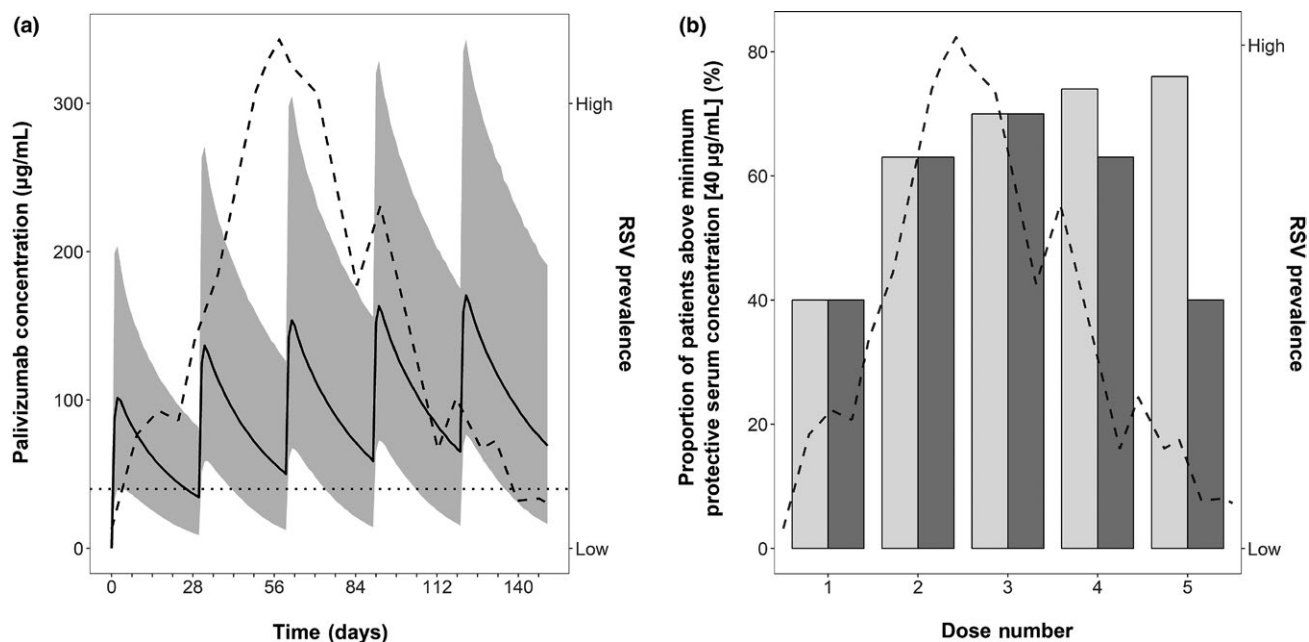 (a)
Palivizumab concentration (µg/mL)
300
200
100
0
High
Low
RSV prevalence
0
28
56
84
112
140
Time (days)
(b)
Proportion of patients above minimum
protective serum concentration [40 µg/mL] (%)
80
60
40
20
0
High
Low
RSV prevalence
1
2
3
4
5
Dose number